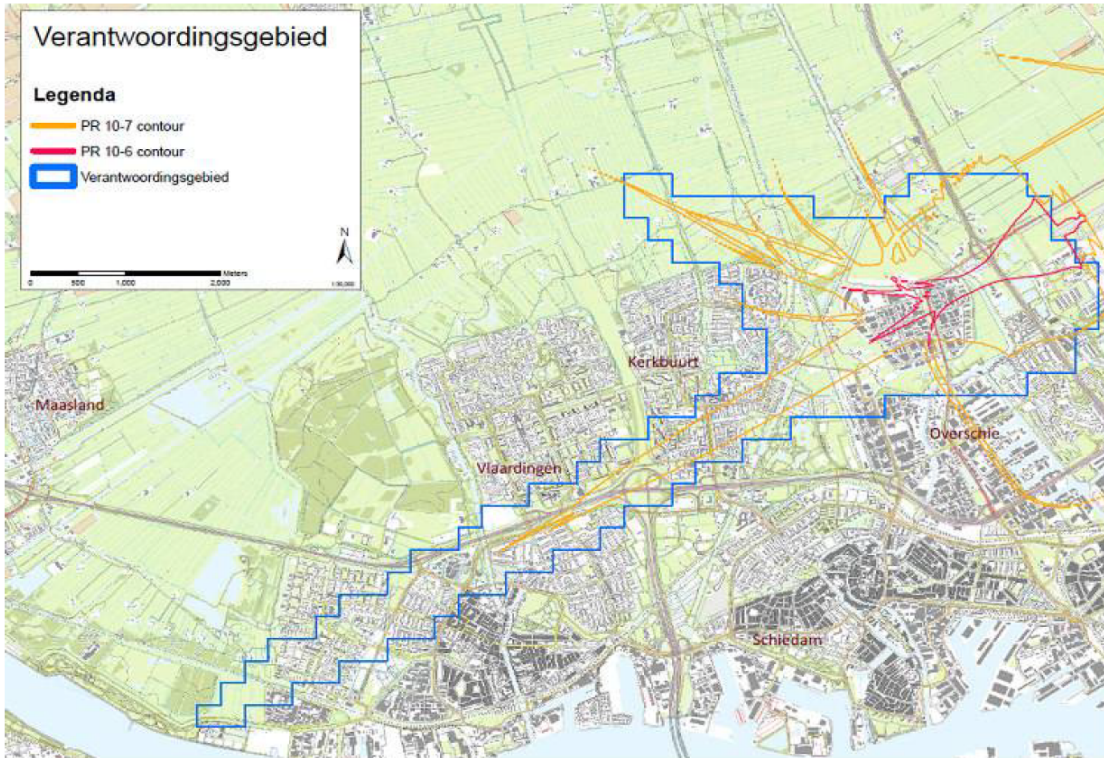 Verantwoordingsgebied
Legenda
PR 10-7 contour
PR 10-6 contour
Verantwoordingsgebied
N
Meters
0 500 1,000 2,000
Maasland
Kerkbuurt
Vlaardingen
Overschie
Schiedam